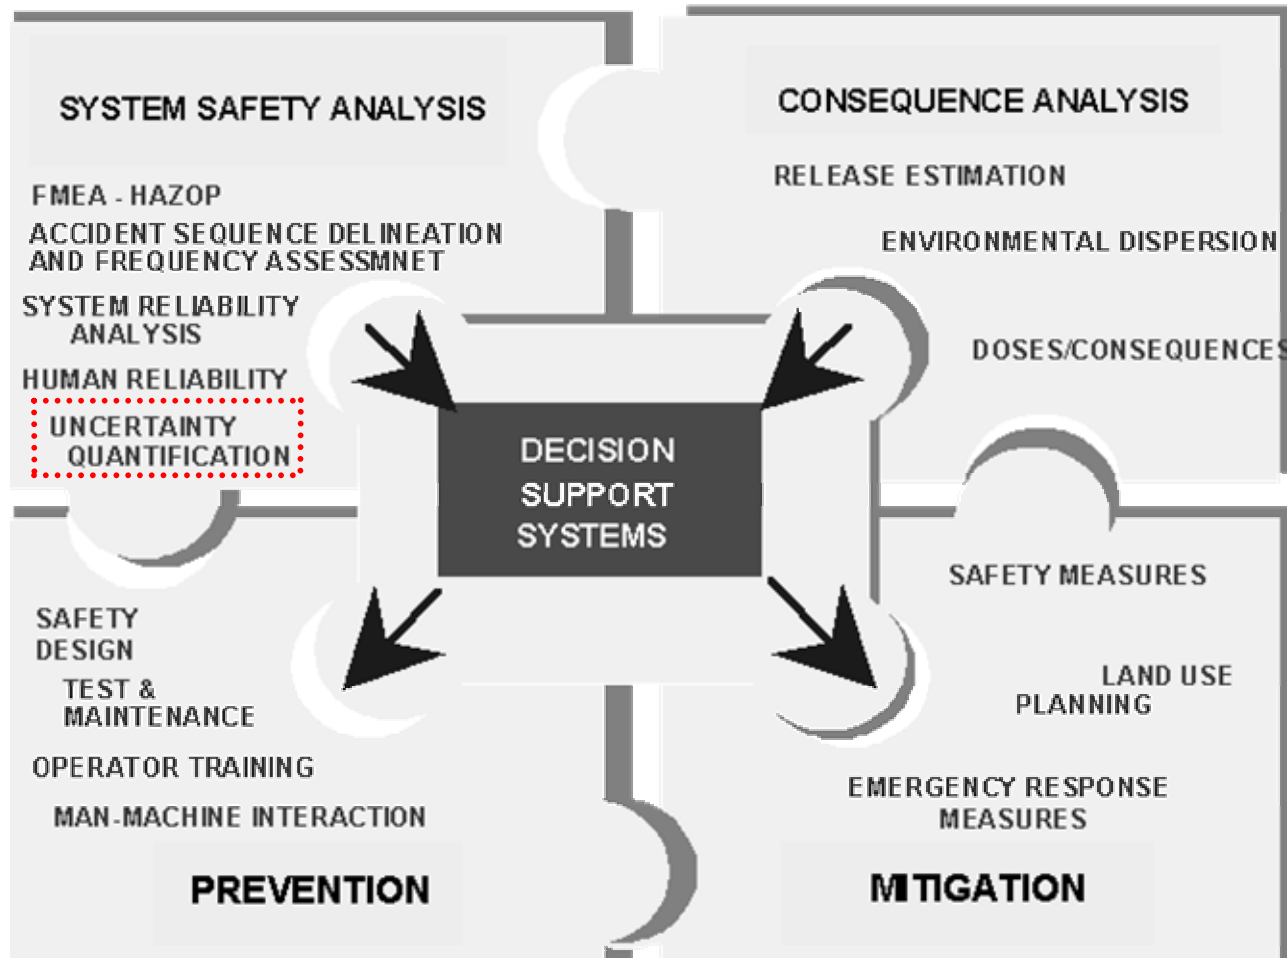 SYSTEM SAFETY ANALYSIS
FMEA - HAZOP
ACCIDENT SEQUENCE DELINEATION
AND FREQUENCY ASSESSMNET
SYSTEM RELIABILITY
ANALYSIS
HUMAN RELIABILITY
UNCERTAINTY
QUANTIFICATION
CONSEQUENCE ANALYSIS
RELEASE ESTIMATION
ENVIRONMENTAL DISPERSION
DOSES/CONSEQUENCES
DECISION
SUPPORT
SYSTEMS
SAFETY
DESIGN
TEST &
MAINTENANCE
OPERATOR TRAINING
MAN-MACHINE INTERACTION
PREVENTION
SAFETY MEASURES
LAND USE
PLANNING
EMERGENCY RESPONSE
MEASURES
MITIGATION